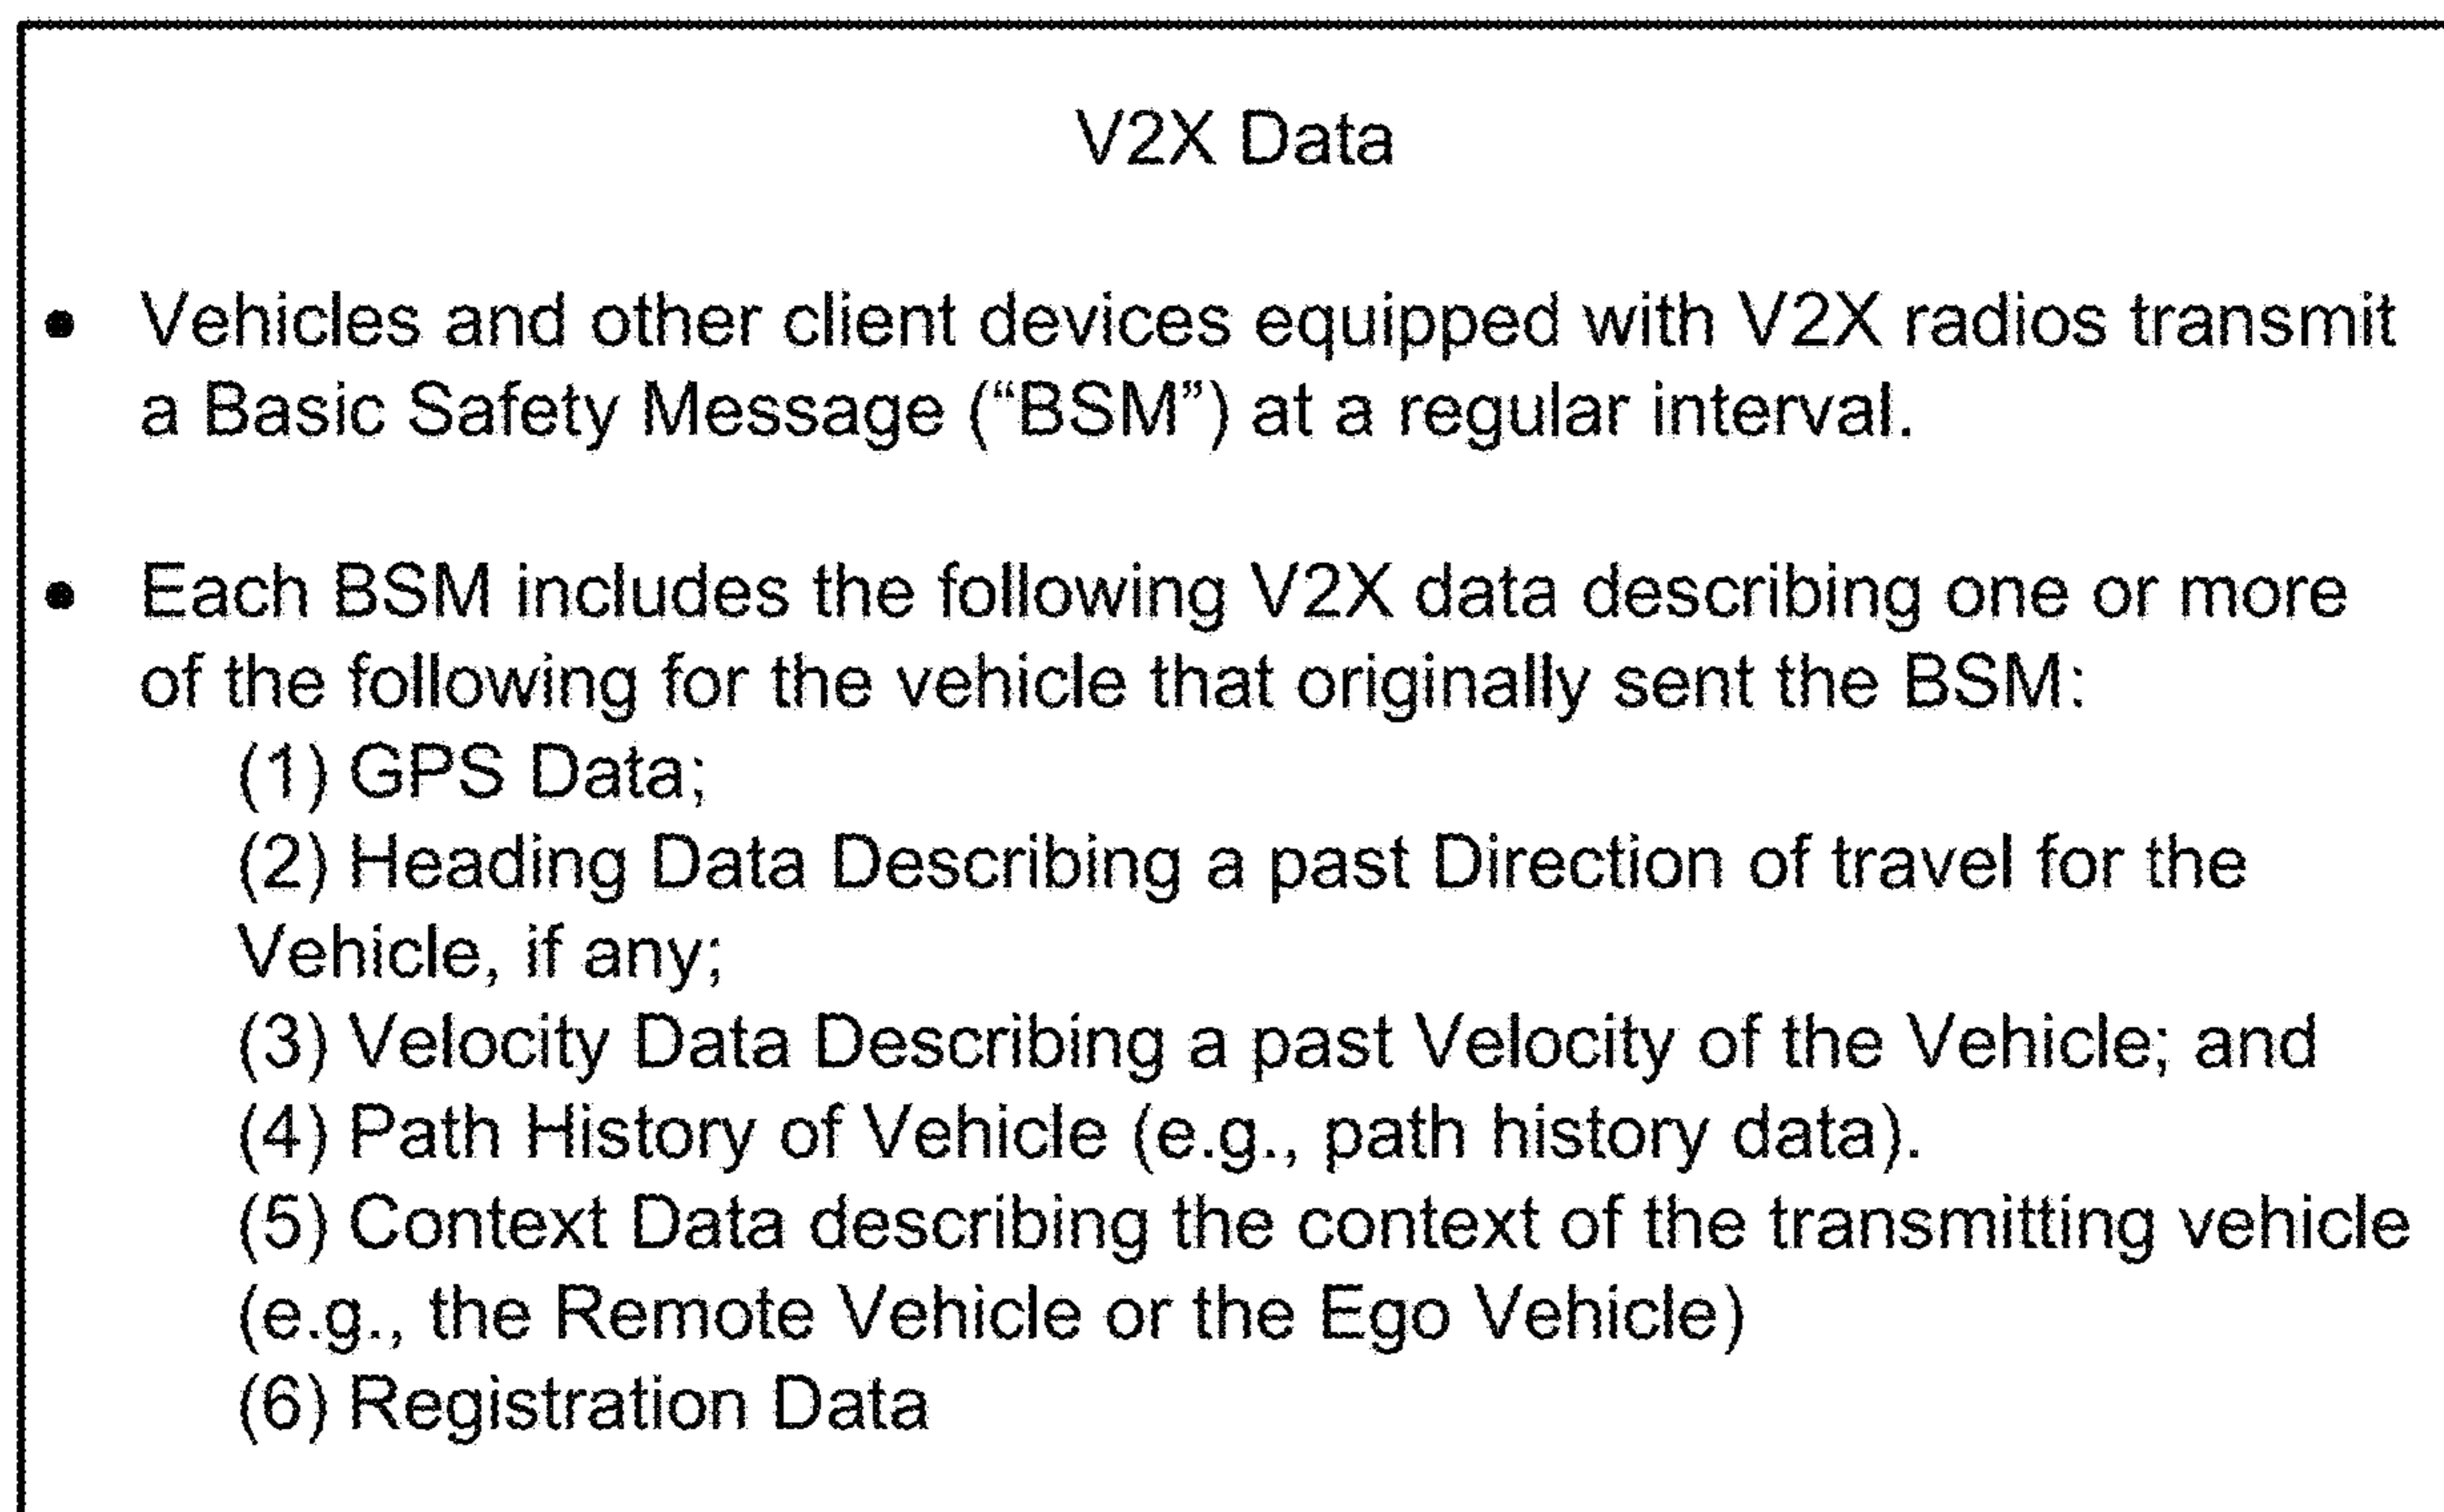 V2X Data
• Vehicles and other client devices equipped with V2X radios transmit
a Basic Safety Message (“BSM”) at a regular interval.
• Each BSM includes the following V2X data describing one or more
of the following for the vehicle that originally sent the BSM:
(1) GPS Data;
(2) Heading Data Describing a past Direction of travel for the
Vehicle, if any;
(3) Velocity Data Describing a past Velocity of the Vehicle; and
(4) Path History of Vehicle (e.g., path history data).
(5) Context Data describing the context of the transmitting vehicle
(e.g., the Remote Vehicle or the Ego Vehicle)
(6) Registration Data